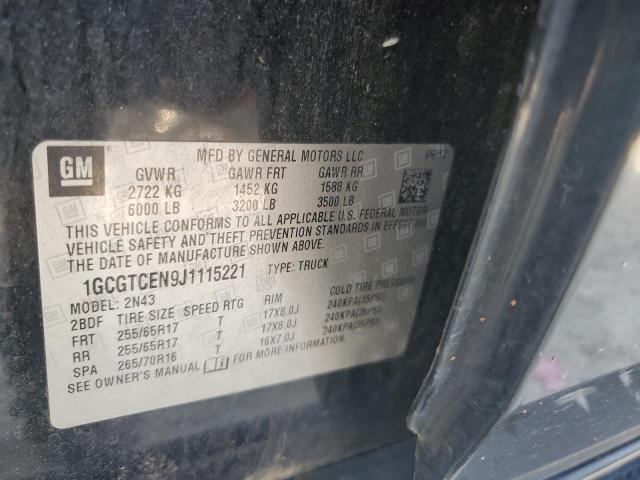 GM
MFD BY GENERAL MOTORS LLC
GVWR GAWR FRT GAWR RR
2722 KG 1452 KG 1588 KG
6000 LB 3200 LB 3500 LB
THIS VEHICLE CONFORMS TO ALL APPLICABLE U.S. FEDERAL MOTOR
VEHICLE SAFETY AND THEFT PREVENTION STANDARDS IN EFFECT ON
THE DATE OF MANUFACTURE SHOWN ABOVE.
1GCGTCEN9J1115221 TYPE: TRUCK
MODEL: 2N43
2BDF TIRE SIZE SPEED RTG RIM COLD TIRE PRESSURE
FRT 255/65R17 T 17X8.0J 240KPA(35PSI)
RR 255/65R17 T 17X8.0J 240KPA(35PSI)
SPA 265/70R16 T 16X7.0J 240KPA(35PSI)
SEE OWNER'S MANUAL FOR MORE INFORMATION